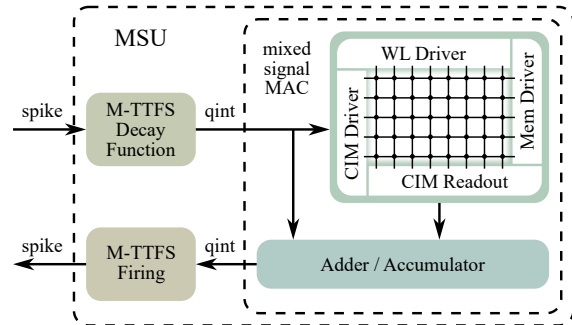 MSU
mixed
signal
MAC
WL Driver
CIM Driver
Mem Driver
CIM Readout
spike
M-TTFS
Decay
Function
qint
spike
M-TTFS
Firing
qint
Adder / Accumulator